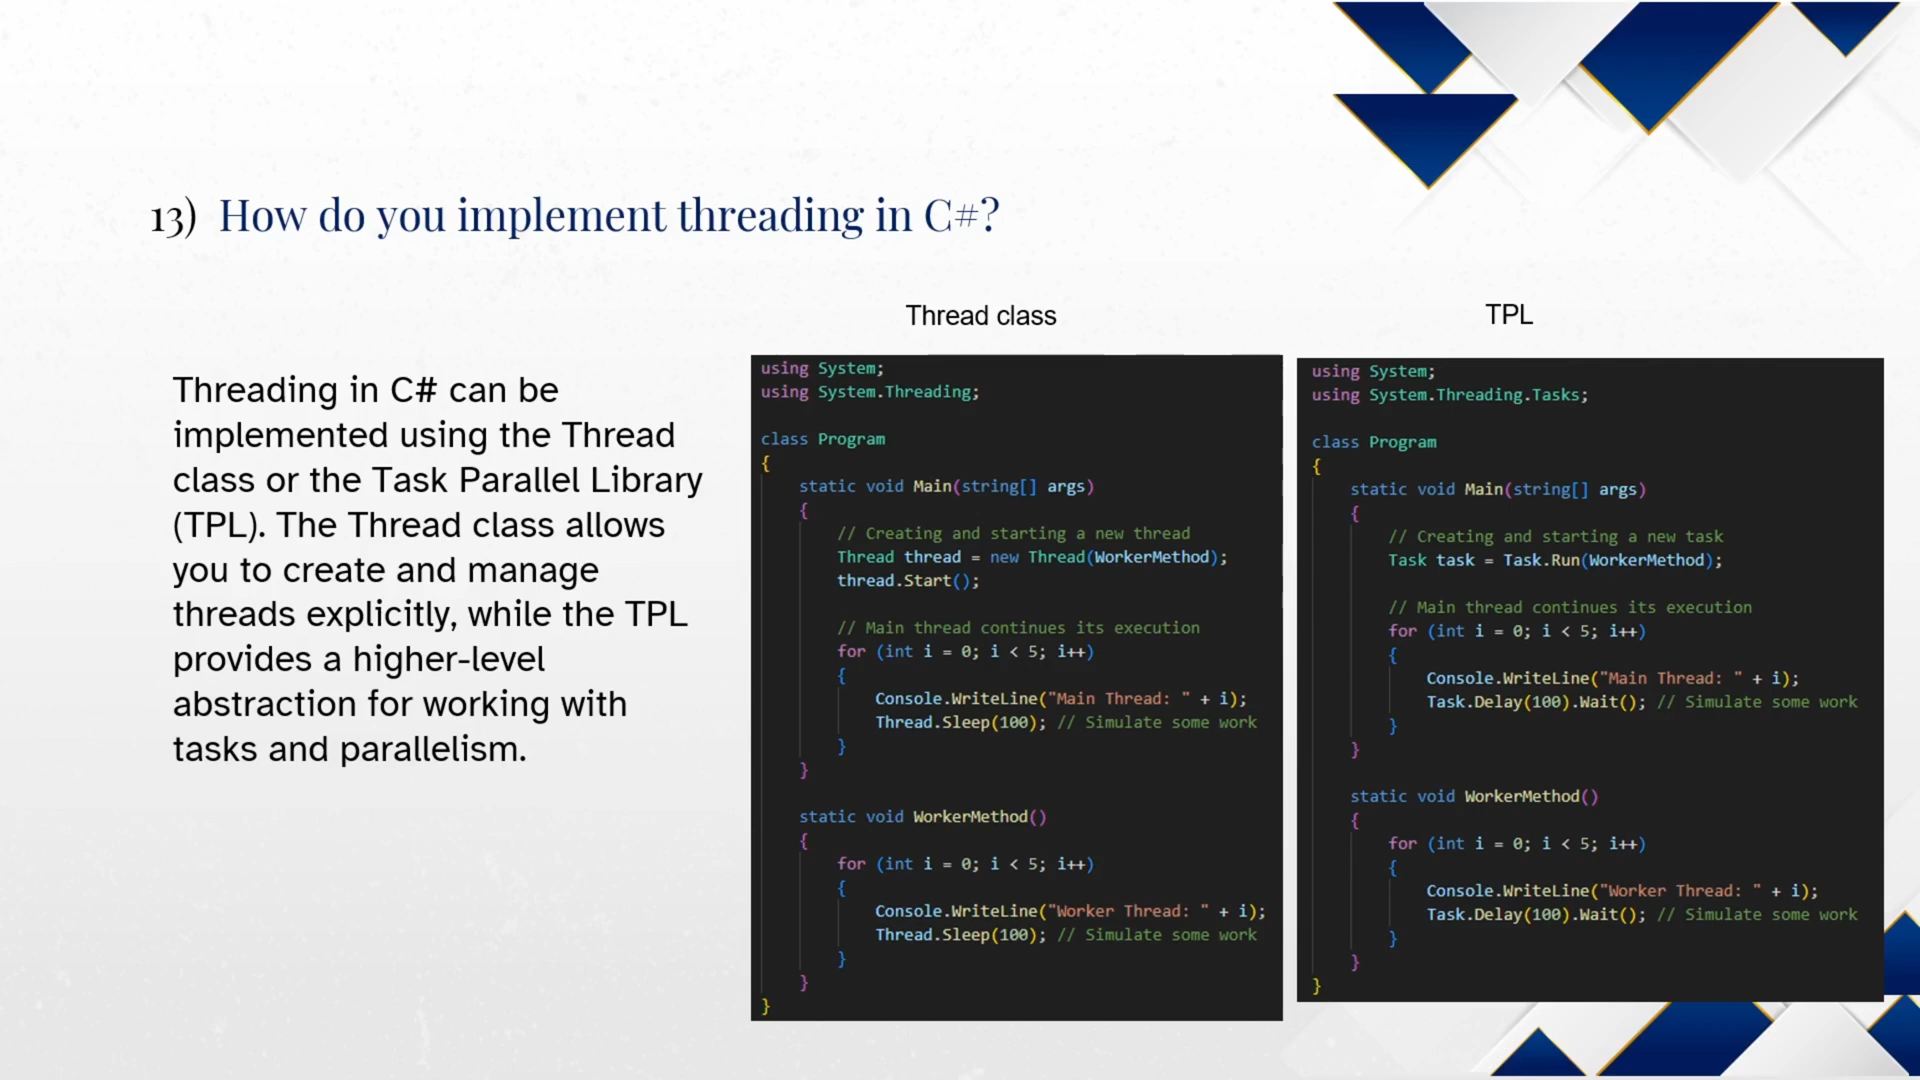 13) How do you implement threading in C#?
Threading in C# can be
implemented using the Thread
class or the Task Parallel Library
(TPL). The Thread class allows
you to create and manage
threads explicitly, while the TPL
provides a higher-level
abstraction for working with
tasks and parallelism.
Thread class
using System;
using System.Threading;
class Program
{
static void Main(string[] args)
{
// Creating and starting a new thread
Thread thread = new Thread(WorkerMethod);
thread.Start();
// Main thread continues its execution
for (int i = 0; i < 5; i++)
{
Console.WriteLine("Main Thread: " + i);
Thread.Sleep(100); // Simulate some work
}
}
static void WorkerMethod()
{
for (int i = 0; i < 5; i++)
{
Console.WriteLine("Worker Thread: " + i);
Thread.Sleep(100); // Simulate some work
}
}
}
TPL
using System;
using System.Threading.Tasks;
class Program
{
static void Main(string[] args)
{
// Creating and starting a new task
Task task = Task.Run(WorkerMethod);
// Main thread continues its execution
for (int i = 0; i < 5; i++)
{
Console.WriteLine("Main Thread: " + i);
Task.Delay(100).Wait(); // Simulate some work
}
}
static void WorkerMethod()
{
for (int i = 0; i < 5; i++)
{
Console.WriteLine("Worker Thread: " + i);
Task.Delay(100).Wait(); // Simulate some work
}
}
}